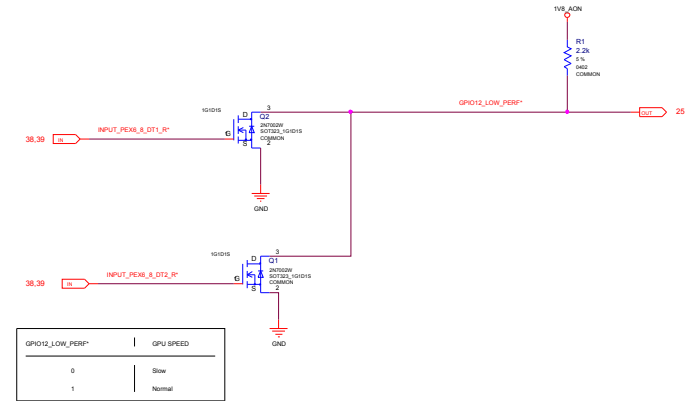 1V8_AON
R1
2.2k
5 %
0402
COMMON
GPIO12_LOW_PERF*
OUT 25
1G1D1S
D 3
Q2
2N7002W
SOT323_1G1D1S
COMMON
1G
S 2
38,39 IN INPUT_PEX6_8_DT1_R*
GND
1G1D1S
D 3
Q1
2N7002W
SOT323_1G1D1S
COMMON
G
S 2
38,39 IN INPUT_PEX6_8_DT2_R*
GND
GPIO12_LOW_PERF* GPU SPEED
0 Slow
1 Normal